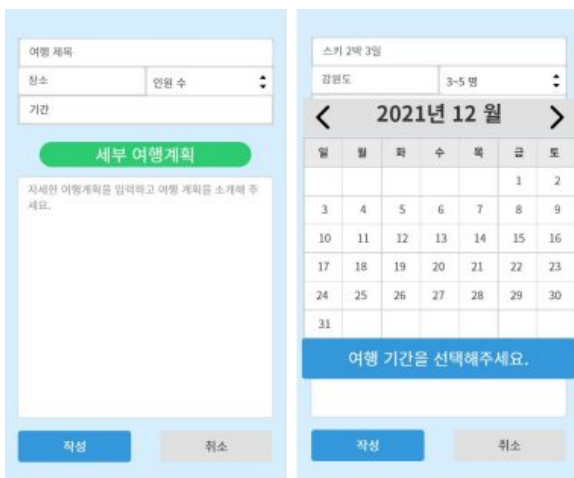 여행 제목
장소
인원 수
기간
세부 여행계획
자세한 여행계획을 입력하고 여행 계획을 소개해 주
세요.
작성
취소
스키 2박 3일
강원도
3~5 명
2021년 12 월
일 월 화 수 목 금 토
1 2
3 4 5 6 7 8 9
10 11 12 13 14 15 16
17 18 19 20 21 22 23
24 25 26 27 28 29 30
31
여행 기간을 선택해주세요.
작성
취소